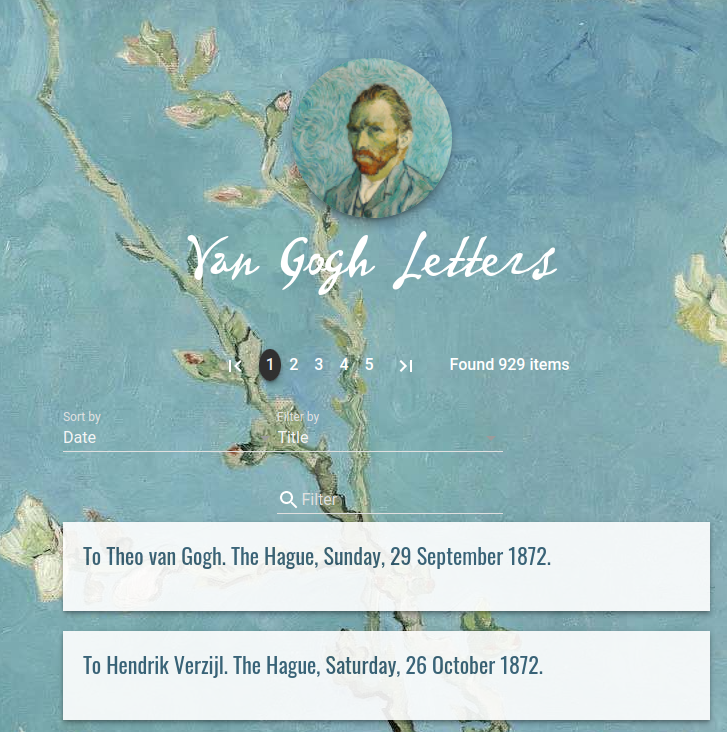 Van Gogh Letters
1 2 3 4 5 Found 929 items
Sort by Filter by
Date Title
Filter
To Theo van Gogh. The Hague, Sunday, 29 September 1872.
To Hendrik Verzijl. The Hague, Saturday, 26 October 1872.